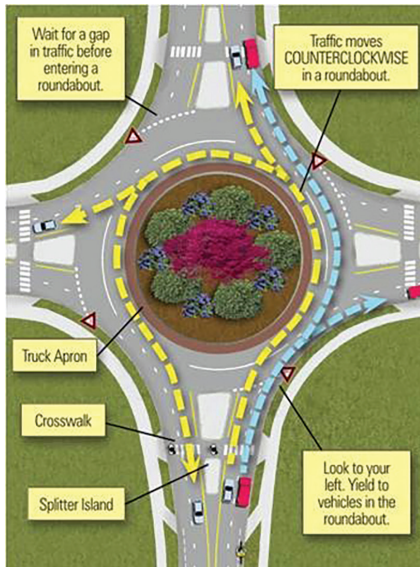 Wait for a gap
in traffic before
entering a
roundabout.
Traffic moves
COUNTERCLOCKWISE
in a roundabout.
Truck Apron
Crosswalk
Splitter Island
Look to your
left. Yield to
vehicles in the
roundabout.